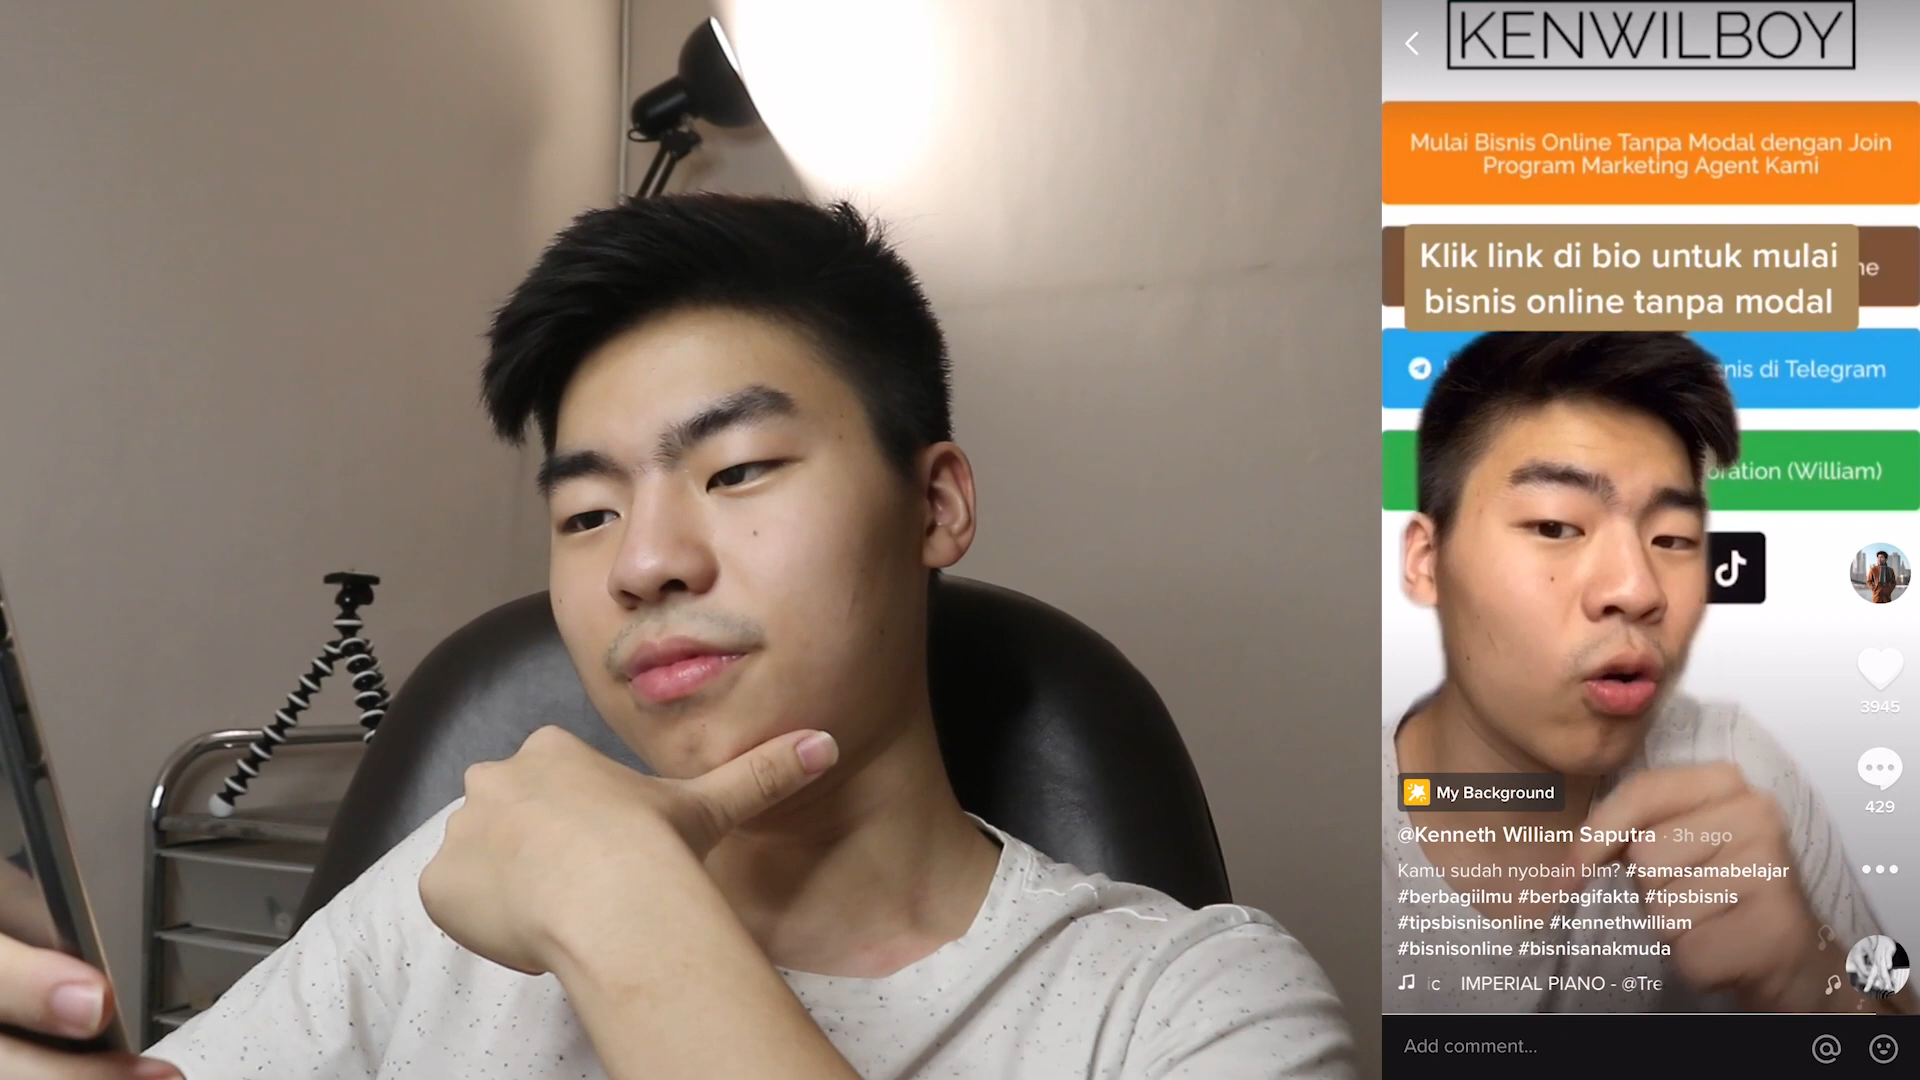 KENWILBOY
Mulai Bisnis Online Tanpa Modal dengan Join
Program Marketing Agent Kami
Klik link di bio untuk mulai
bisnis online tanpa modal
di Telegram
(William)
3945
My Background
429
@Kenneth William Saputra · 3h ago
Kamu sudah nyobain blm? #samasamabelajar
#berbagiilmu #berbagifakta #tipsbisnis
#tipsbisnisonline #kennethwilliam
#bisnisonline #bisnisanakmuda
IMPERIAL PIANO - @Tre
Add comment...